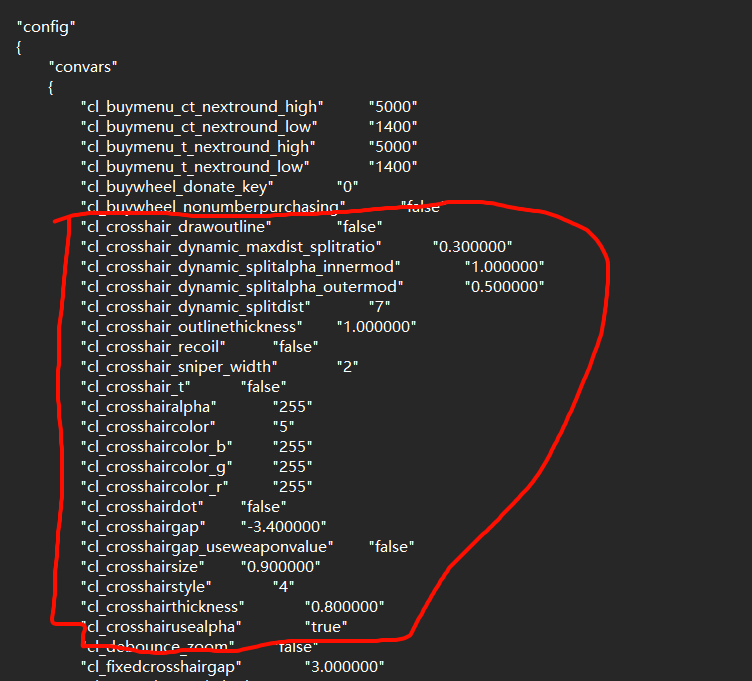 "config"
{
"convars"
{
"cl_buymenu_ct_nextround_high" "5000"
"cl_buymenu_ct_nextround_low" "1400"
"cl_buymenu_t_nextround_high" "5000"
"cl_buymenu_t_nextround_low" "1400"
"cl_buywheel_donate_key" "0"
"cl_buywheel_nonumberpurchasing" "false"
"cl_crosshair_drawoutline" "false"
"cl_crosshair_dynamic_maxdist_splitratio" "0.300000"
"cl_crosshair_dynamic_splitalpha_innermod" "1.000000"
"cl_crosshair_dynamic_splitalpha_outermod" "0.500000"
"cl_crosshair_dynamic_splitdist" "7"
"cl_crosshair_outlinethickness" "1.000000"
"cl_crosshair_recoil" "false"
"cl_crosshair_sniper_width" "2"
"cl_crosshair_t" "false"
"cl_crosshairalpha" "255"
"cl_crosshaircolor" "5"
"cl_crosshaircolor_b" "255"
"cl_crosshaircolor_g" "255"
"cl_crosshaircolor_r" "255"
"cl_crosshairdot" "false"
"cl_crosshairgap" "-3.400000"
"cl_crosshairgap_useweaponvalue" "false"
"cl_crosshairsize" "0.900000"
"cl_crosshairstyle" "4"
"cl_crosshairthickness" "0.800000"
"cl_crosshairusealpha" "true"
"cl_debounce_zoom" "false"
"cl_fixedcrosshairgap" "3.000000"